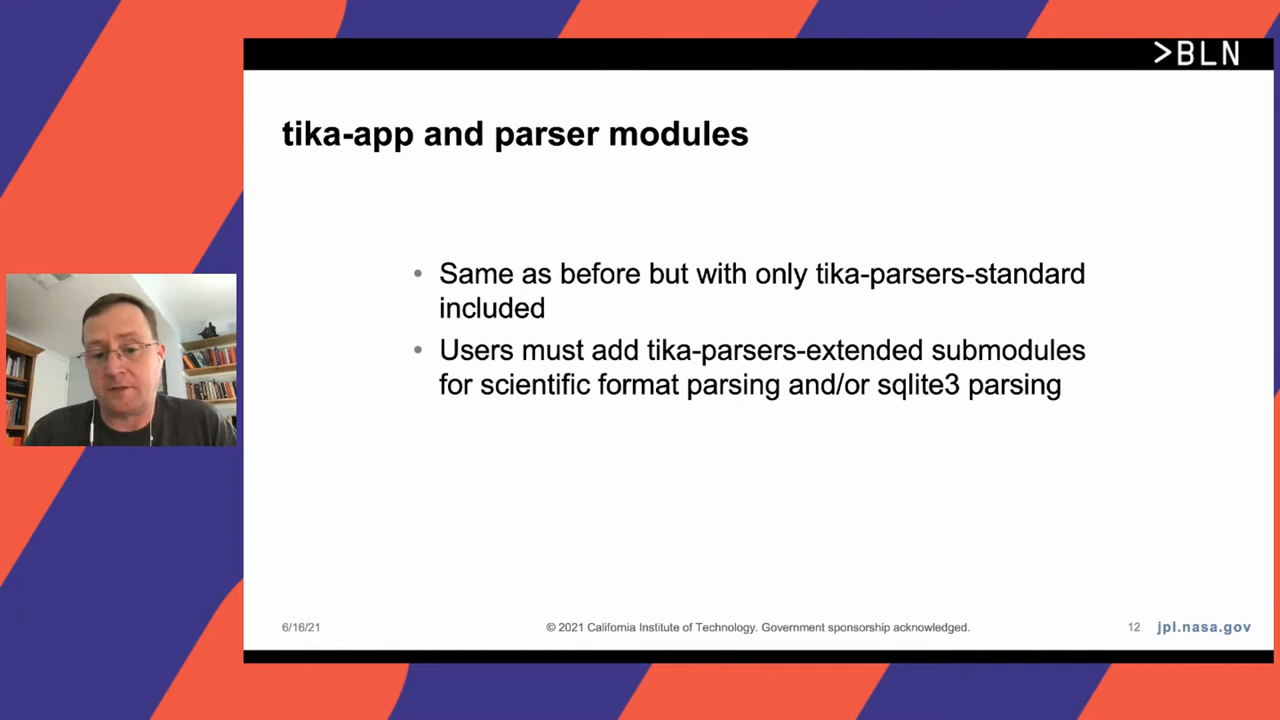 >BLN
tika-app and parser modules
• Same as before but with only tika-parsers-standard
included
• Users must add tika-parsers-extended submodules
for scientific format parsing and/or sqlite3 parsing
6/16/21
© 2021 California Institute of Technology. Government sponsorship acknowledged.
12
jpl.nasa.gov